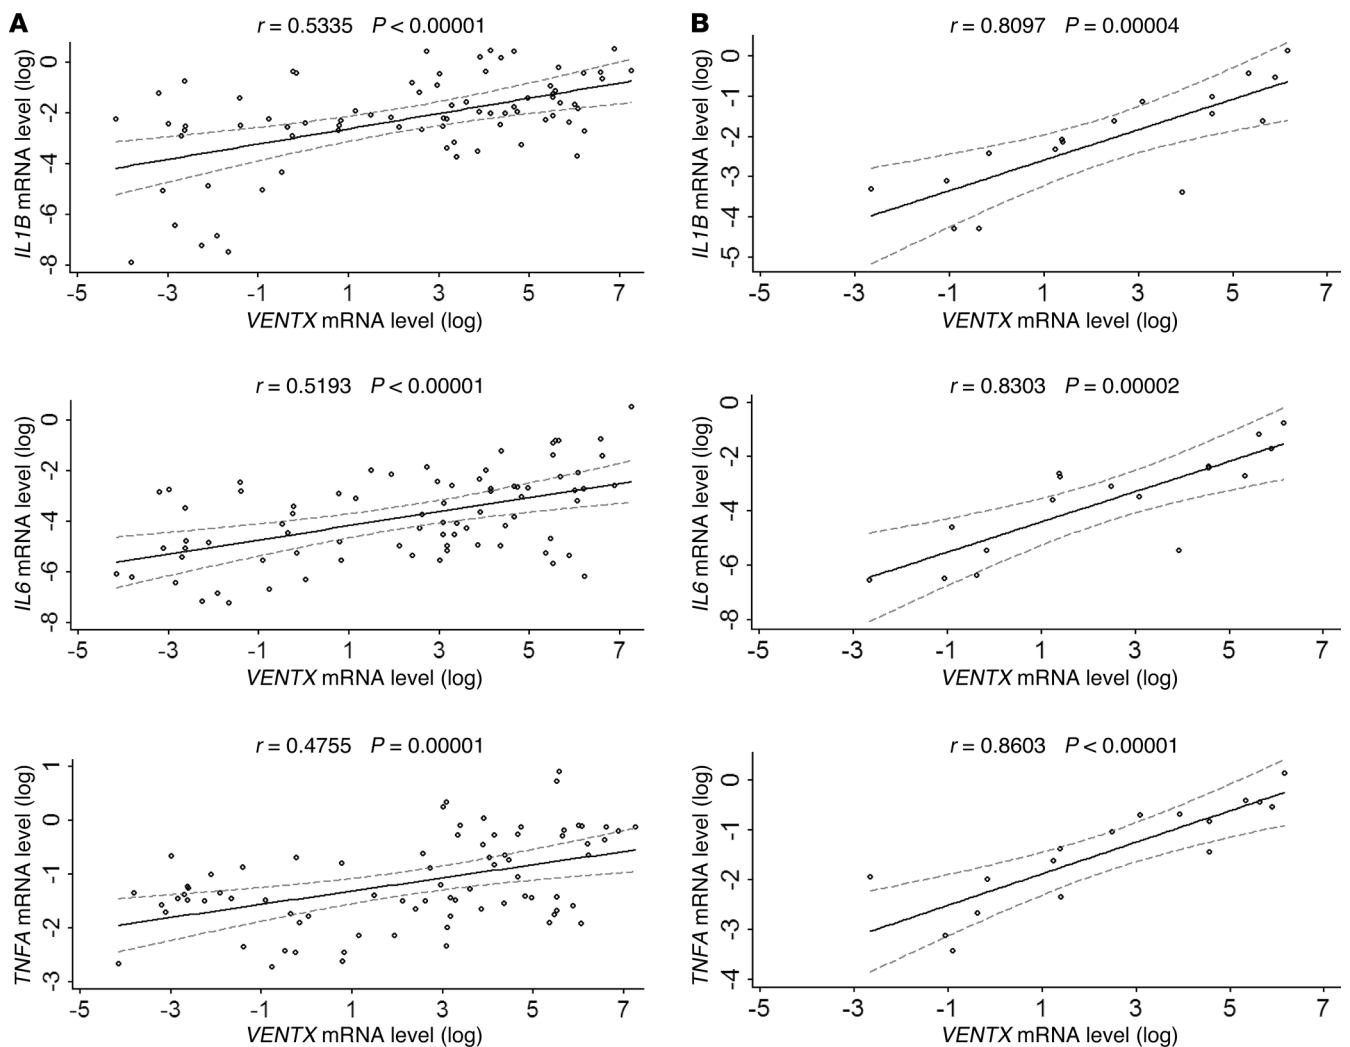 A
r = 0.5335 P < 0.00001
IL1B mRNA level (log)
0
-2
-4
-6
-8
-5 -3 -1 1 3 5 7
VENTX mRNA level (log)
r = 0.5193 P < 0.00001
IL6 mRNA level (log)
0
-2
-4
-6
-8
-5 -3 -1 1 3 5 7
VENTX mRNA level (log)
r = 0.4755 P = 0.00001
TNFA mRNA level (log)
1
0
-1
-2
-3
-5 -3 -1 1 3 5 7
VENTX mRNA level (log)
B
r = 0.8097 P = 0.00004
IL1B mRNA level (log)
0
-1
-2
-3
-4
-5
-5 -3 -1 1 3 5 7
VENTX mRNA level (log)
r = 0.8303 P = 0.00002
IL6 mRNA level (log)
0
-2
-4
-6
-8
-5 -3 -1 1 3 5 7
VENTX mRNA level (log)
r = 0.8603 P < 0.00001
TNFA mRNA level (log)
0
-1
-2
-3
-4
-5 -3 -1 1 3 5 7
VENTX mRNA level (log)